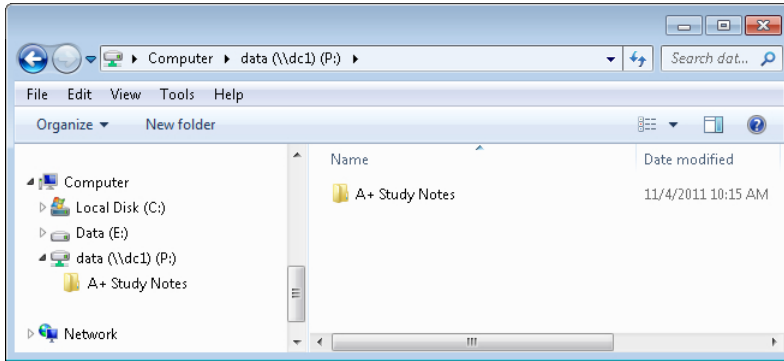 Computer ▸ data (\\dc1) (P:) ▸ Search dat...
File Edit View Tools Help
Organize New folder
Name Date modified
Computer
Local Disk (C:)
Data (E:)
data (\\dc1) (P:)
A+ Study Notes
Network
A+ Study Notes 11/4/2011 10:15 AM